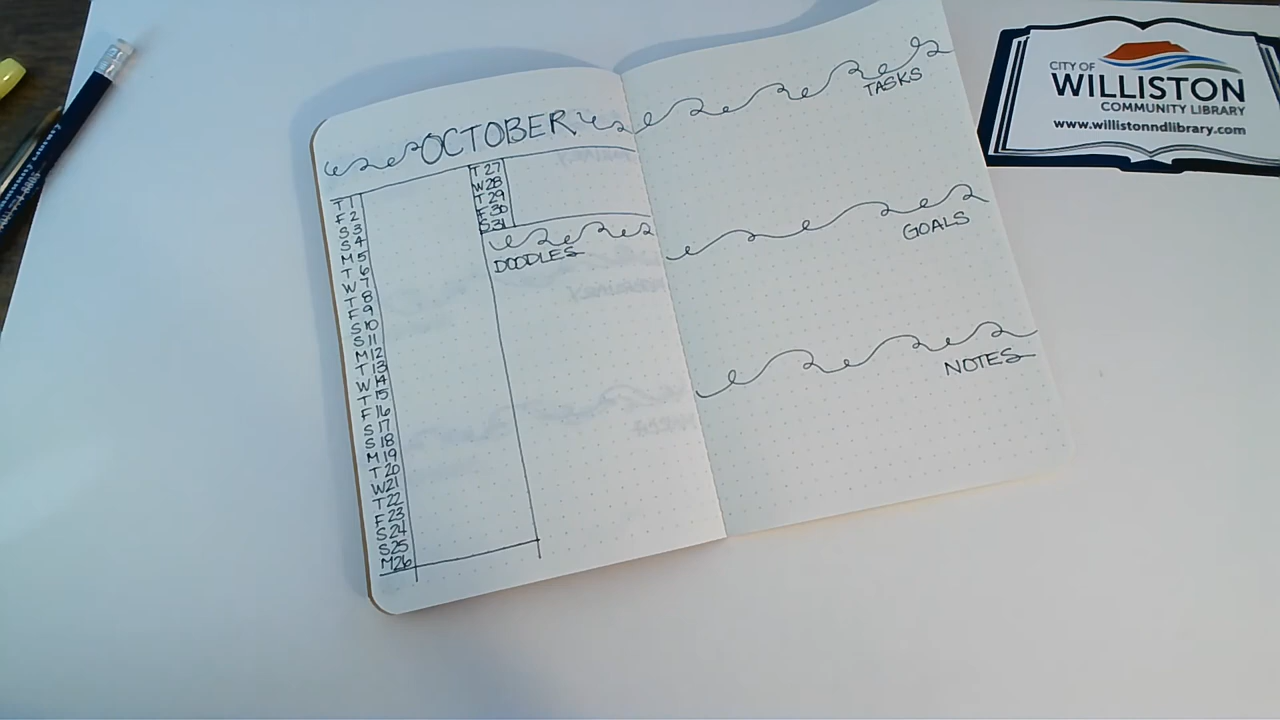 OCTOBER
T 1
F 2
S 3
S 4
M 5
T 6
W 7
T 8
F 9
S 10
S 11
M 12
T 13
W 14
T 15
F 16
S 17
S 18
M 19
T 20
W 21
T 22
F 23
S 24
S 25
M 26
T 27
W 28
T 29
F 30
S 31
DOODLES
TASKS
GOALS
NOTES
CITY OF
WILLISTON
COMMUNITY LIBRARY
www.willistonndlibrary.com